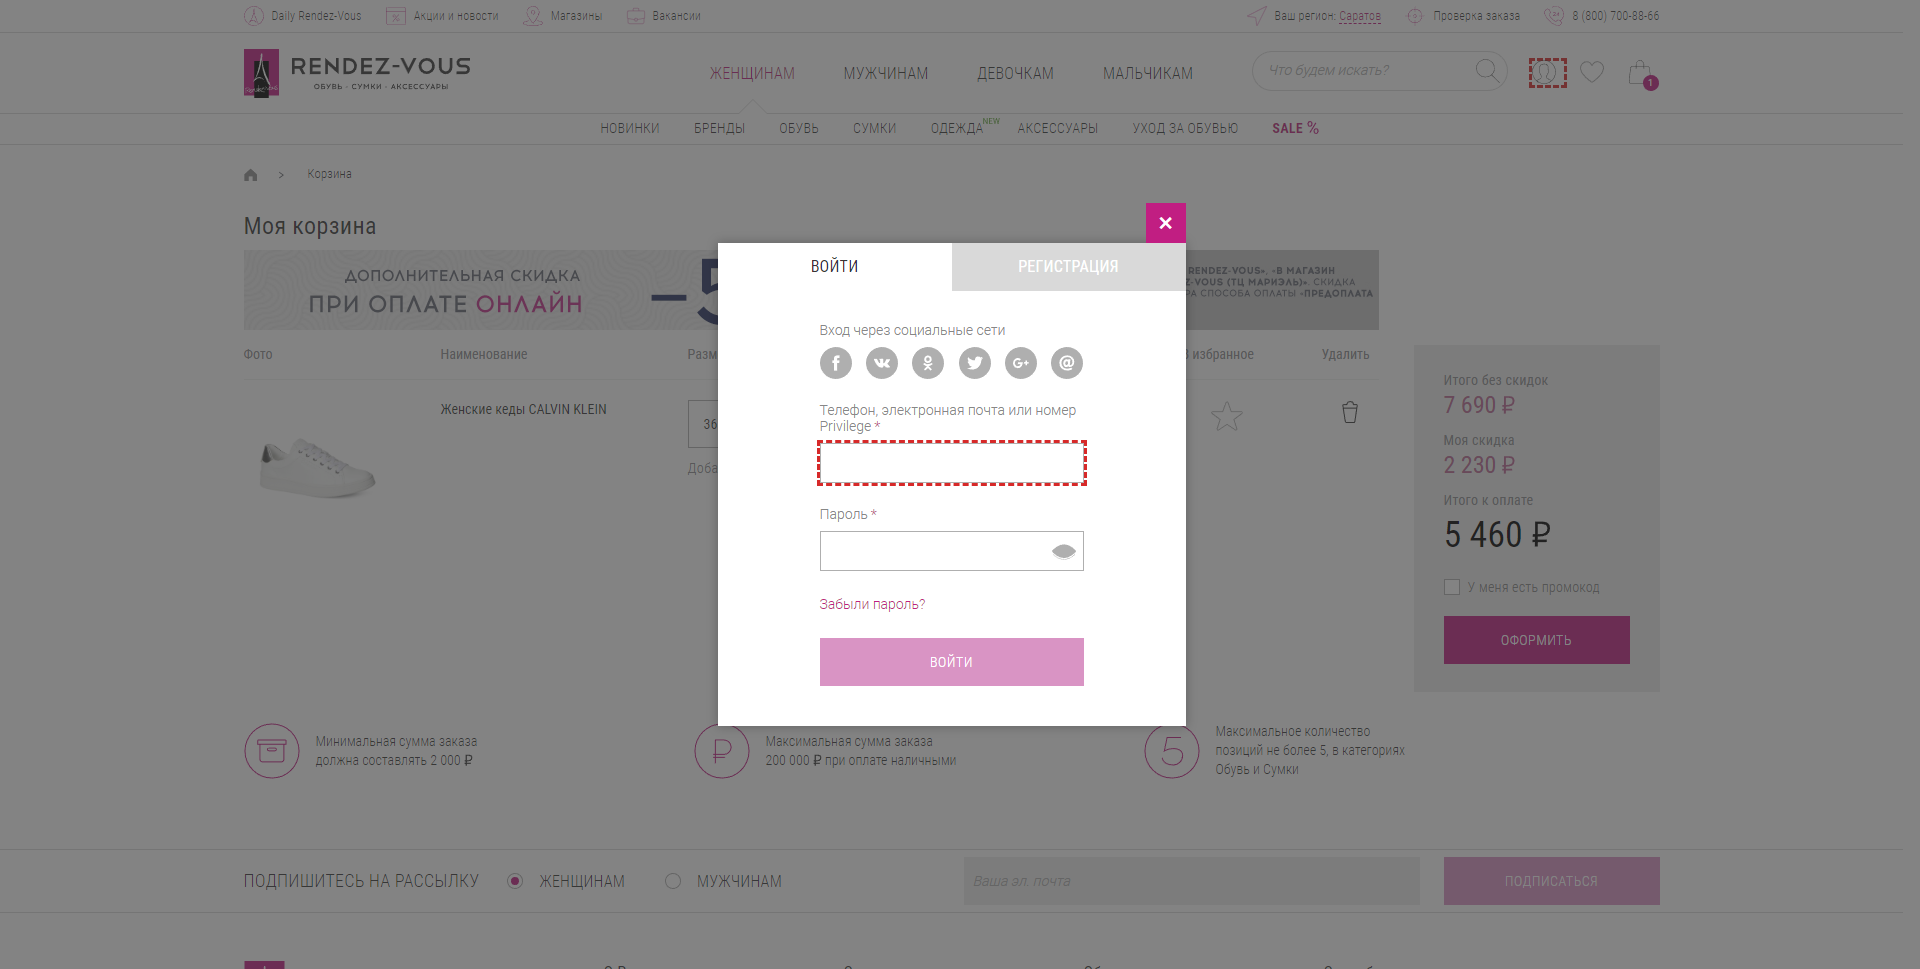 Daily Rendez-Vous
Акции и новости
Магазины
Вакансии
Ваш регион: Саратов
Проверка заказа
8 (800) 700-88-66
RENDEZ-VOUS
ОБУВЬ · СУМКИ · АКСЕССУАРЫ
ЖЕНЩИНАМ
МУЖЧИНАМ
ДЕВОЧКАМ
МАЛЬЧИКАМ
Что будем искать?
1
НОВИНКИ
БРЕНДЫ
ОБУВЬ
СУМКИ
ОДЕЖДА NEW
АКСЕССУАРЫ
УХОД ЗА ОБУВЬЮ
SALE %
> Корзина
Моя корзина
ДОПОЛНИТЕЛЬНАЯ СКИДКА
ПРИ ОПЛАТЕ ОНЛАЙН
–5
RENDEZ-VOUS», «В МАГАЗИН
Z-VOUS (ТЦ МАРИЭЛЬ)». СКИДКА
РА СПОСОБА ОПЛАТЫ «ПРЕДОПЛАТА
ВОЙТИ
РЕГИСТРАЦИЯ
Вход через социальные сети
Телефон, электронная почта или номер
Privilege *
Пароль *
Забыли пароль?
ВОЙТИ
Фото
Наименование
Разм
избранное
Удалить
Женские кеды CALVIN KLEIN
36
Доба
Итого без скидок
7 690 ₽
Моя скидка
2 230 ₽
Итого к оплате
5 460 ₽
У меня есть промокод
ОФОРМИТЬ
Минимальная сумма заказа
должна составлять 2 000 ₽
₽
Максимальная сумма заказа
200 000 ₽ при оплате наличными
5
Максимальное количество
позиций не более 5, в категориях
Обувь и Сумки
ПОДПИШИТЕСЬ НА РАССЫЛКУ
ЖЕНЩИНАМ
МУЖЧИНАМ
Ваша эл. почта
ПОДПИСАТЬСЯ